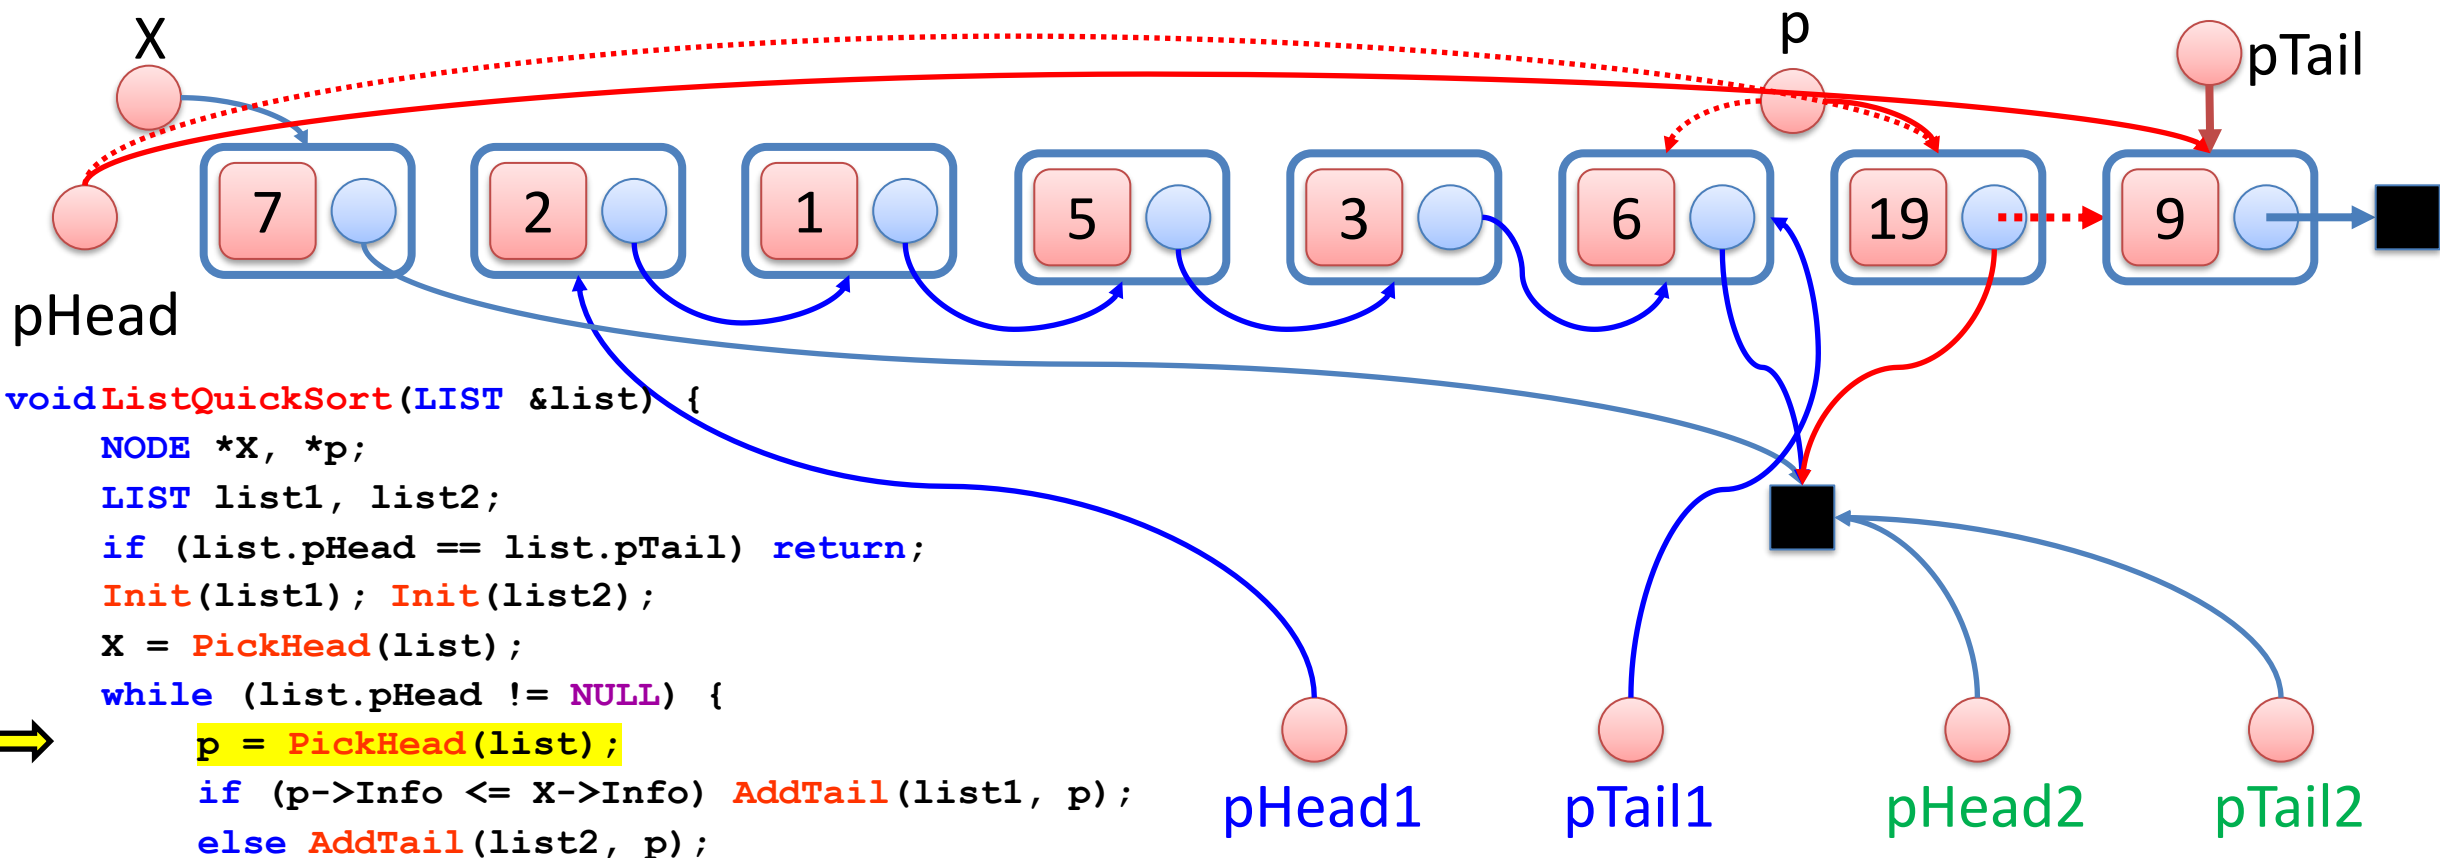 X
p
pTail
7 2 1 5 3 6 19 9
pHead
void ListQuickSort(LIST &list) {
NODE *X, *p;
LIST list1, list2;
if (list.pHead == list.pTail) return;
Init(list1); Init(list2);
X = PickHead(list);
while (list.pHead != NULL) {
p = PickHead(list);
if (p->Info <= X->Info) AddTail(list1, p);
else AddTail(list2, p);
pHead1 pTail1 pHead2 pTail2